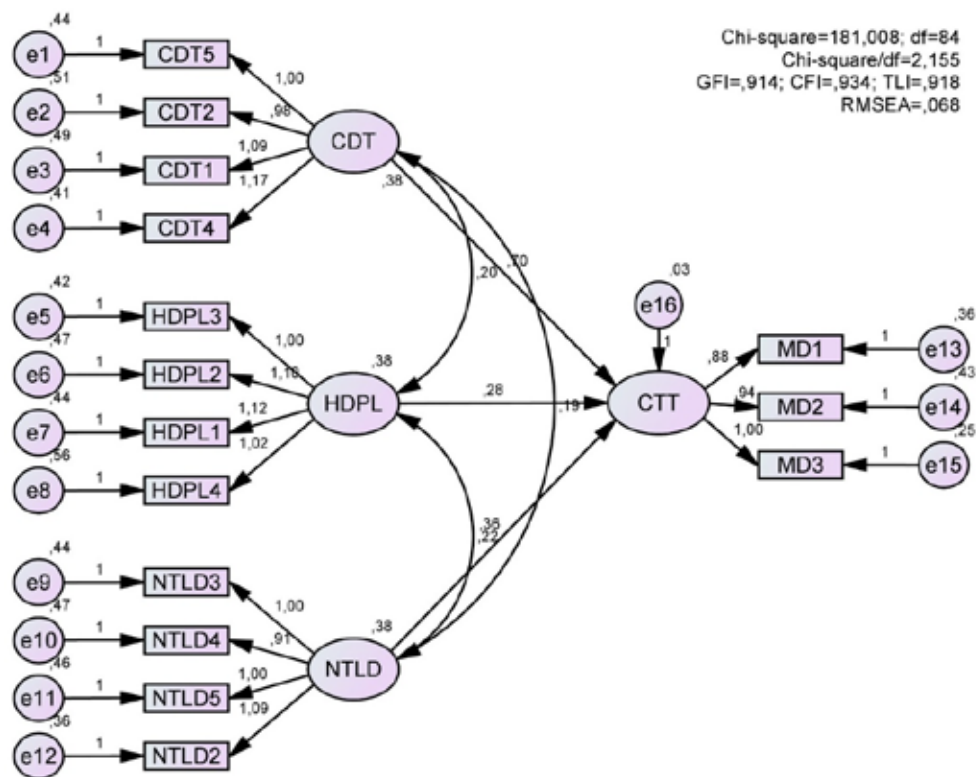 Chi-square=181,008; df=84
Chi-square/df=2,155
GFI=,914; CFI=,934; TLI=,918
RMSEA=,068
,44
e1 1 CDT5
,51
e2 1 CDT2
,49
e3 1 CDT1
,41
e4 1 CDT4
1,00
,98
1,09
1,17
CDT
,38
,70
,20
,19
,42
e5 1 HDPL3
,47
e6 1 HDPL2
,44
e7 1 HDPL1
,56
e8 1 HDPL4
1,00
1,12
1,02
HDPL
,38
,28
,22
,44
e9 1 NTLD3
,47
e10 1 NTLD4
,46
e11 1 NTLD5
,36
e12 1 NTLD2
1,00
,91
1,00
1,09
NTLD
,38
,03
e16
1
CTT
,88
,94
1,00
MD1 1 e13
,36
MD2 1 e14
,43
MD3 1 e15
,25